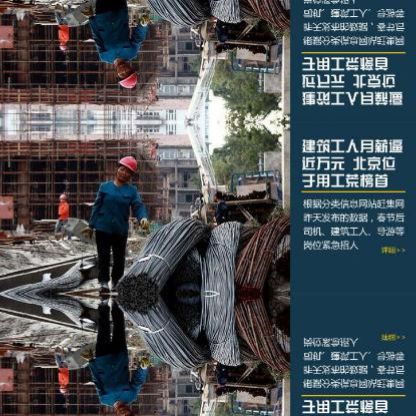 建筑工人月薪逼
近万元 北京位
于用工荒榜首
根据分类信息网站赶集网
昨天发布的数据，春节后
司机、建筑工人、导游等
岗位紧急招人
详细>>